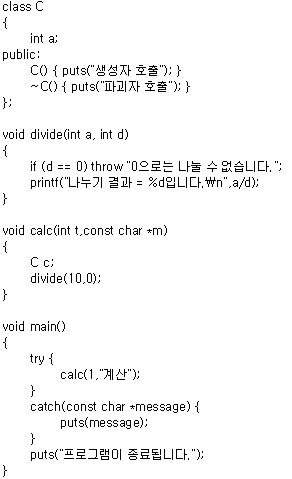 class C
{
int a;
public:
C() { puts("생성자 호출"); }
~C() { puts("파괴자 호출"); }
};
void divide(int a, int d)
{
if (d == 0) throw "0으로는 나눌 수 없습니다.";
printf("나누기 결과 = %d입니다.₩n",a/d);
}
void calc(int t,const char *m)
{
C c;
divide(10,0);
}
void main()
{
try {
calc(1,"계산");
}
catch(const char *message) {
puts(message);
}
puts("프로그램이 종료됩니다.");
}